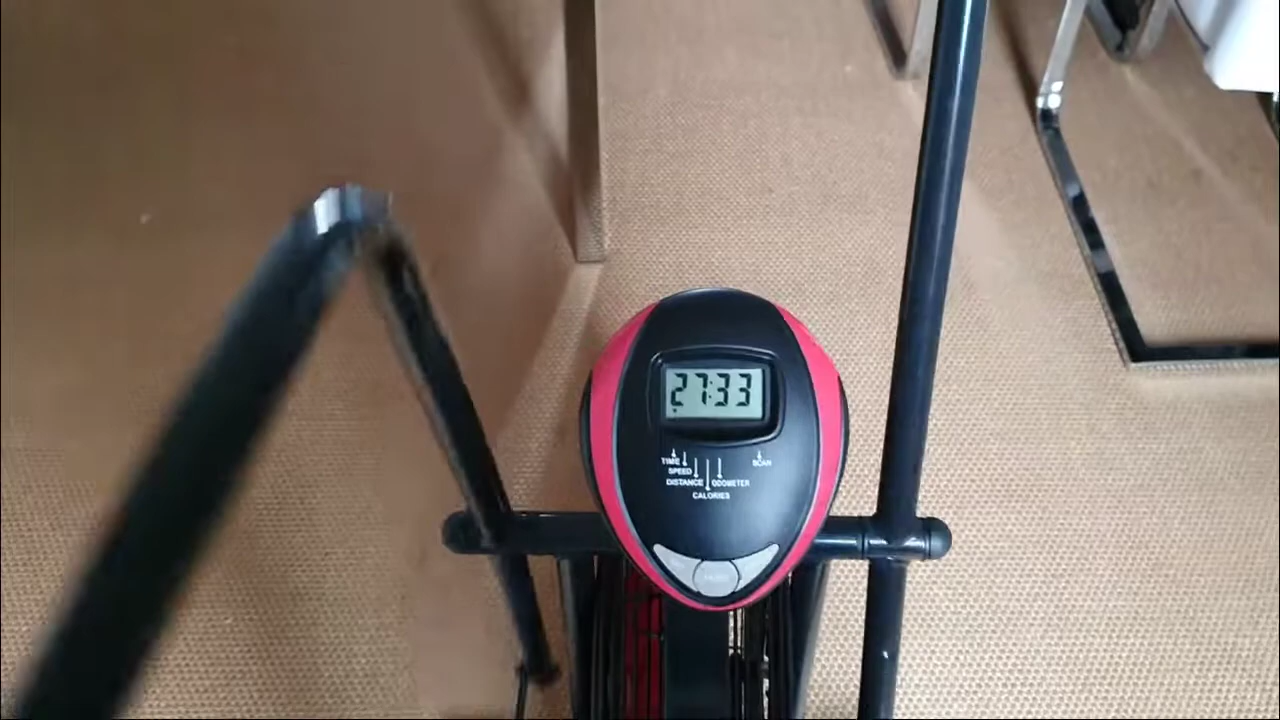 27:33
TIME SCAN
SPEED
DISTANCE ODOMETER
CALORIES